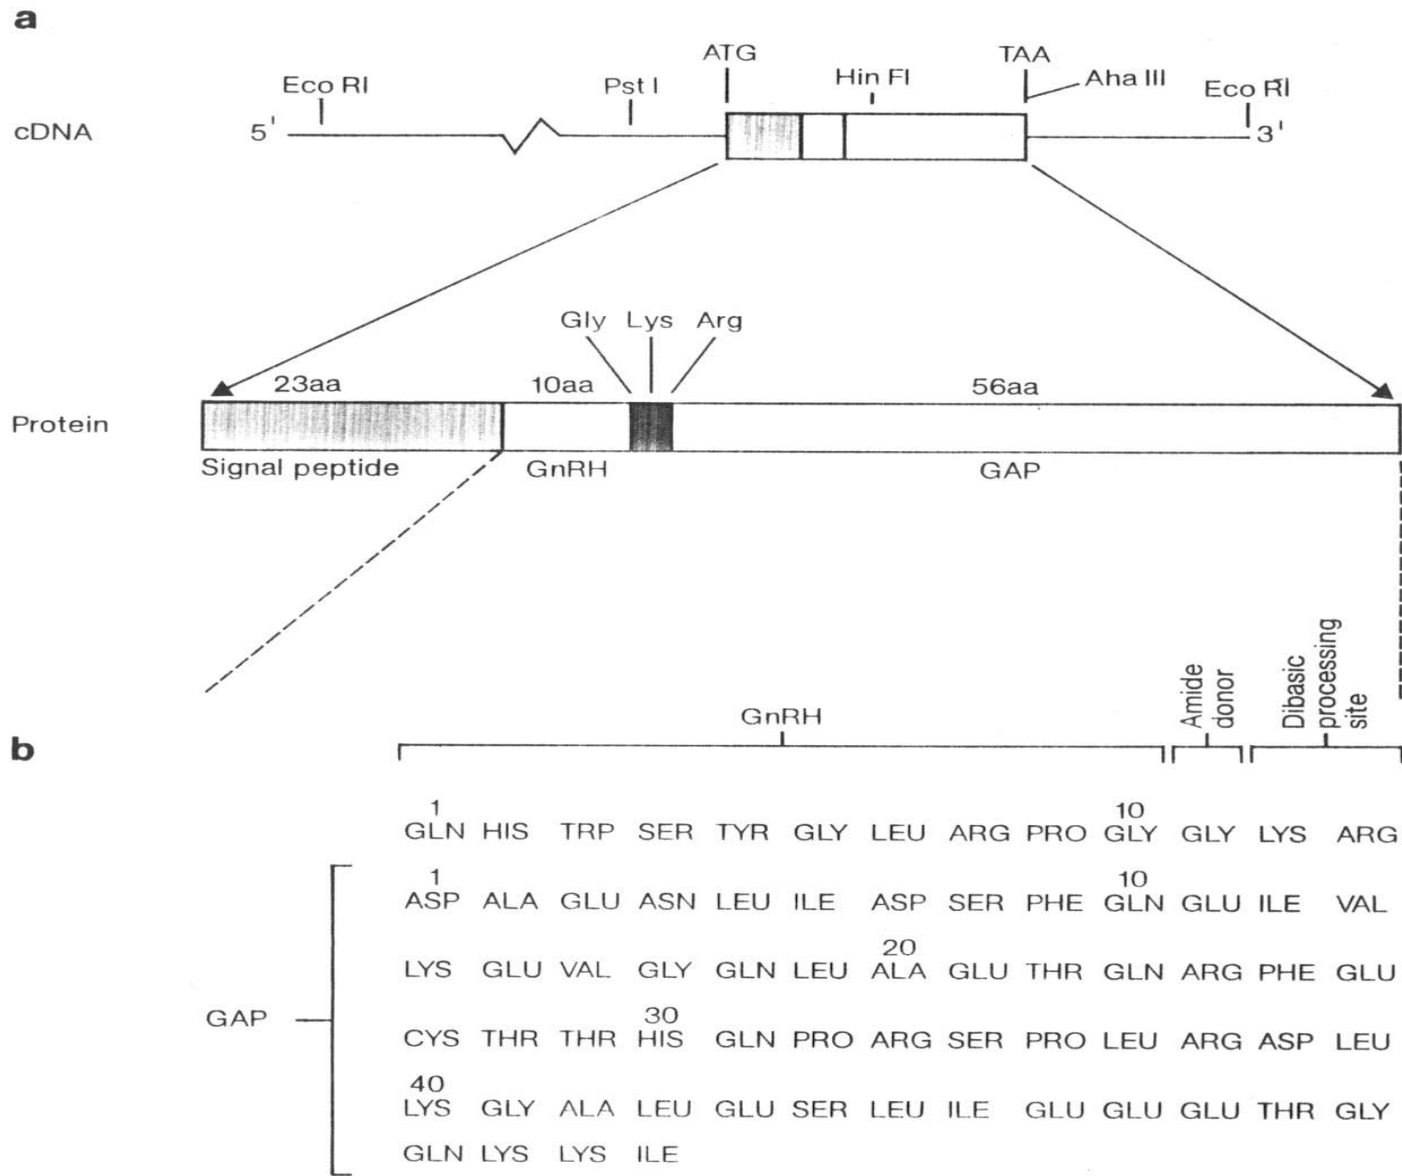 a
ATG TAA
Eco RI Pst I Hin FI Aha III Eco RI
cDNA 5' 3'
Gly Lys Arg
23aa 10aa 56aa
Protein
Signal peptide GnRH GAP
Amide donor
Dibasic processing site
GnRH
b
1 10
GLN HIS TRP SER TYR GLY LEU ARG PRO GLY GLY LYS ARG
1 10
ASP ALA GLU ASN LEU ILE ASP SER PHE GLN GLU ILE VAL
20
LYS GLU VAL GLY GLN LEU ALA GLU THR GLN ARG PHE GLU
GAP
30
CYS THR THR HIS GLN PRO ARG SER PRO LEU ARG ASP LEU
40
LYS GLY ALA LEU GLU SER LEU ILE GLU GLU GLU THR GLY
GLN LYS LYS ILE